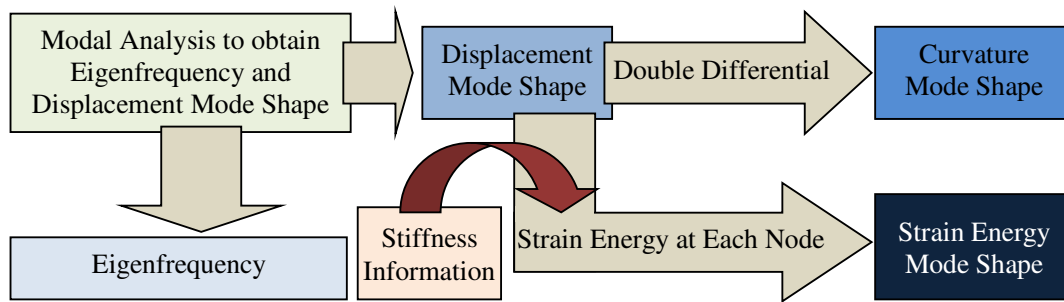 Modal Analysis to obtain
Eigenfrequency and
Displacement Mode Shape
Displacement
Mode Shape
Double Differential
Curvature
Mode Shape
Eigenfrequency
Stiffness
Information
Strain Energy at Each Node
Strain Energy
Mode Shape